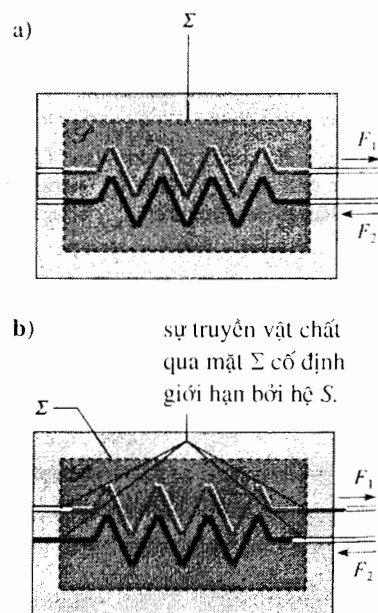 a)
Σ
𝒮
F₁
F₂
b)
sự truyền vật chất
qua mặt Σ cố định
giới hạn bởi hệ S.
Σ
F₁
F₂